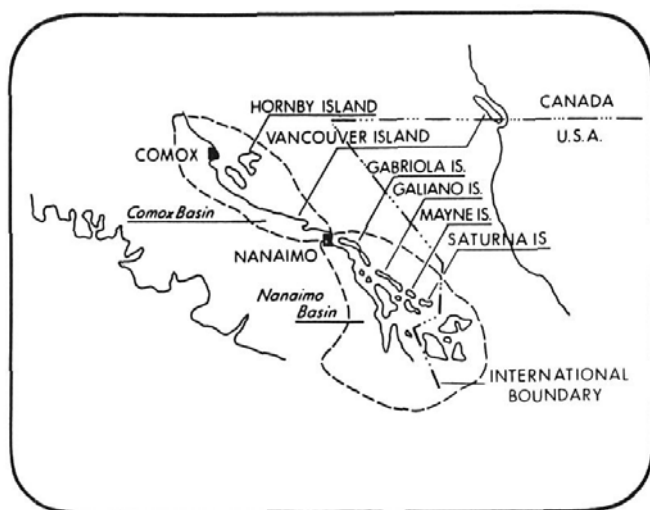 HORNBY ISLAND
CANADA
VANCOUVER ISLAND
U.S.A.
COMOX
GABRIOLA IS.
GALIANO IS.
Comox Basin
MAYNE IS.
NANAIMO
SATURNA IS
Nanaimo
Basin
INTERNATIONAL
BOUNDARY